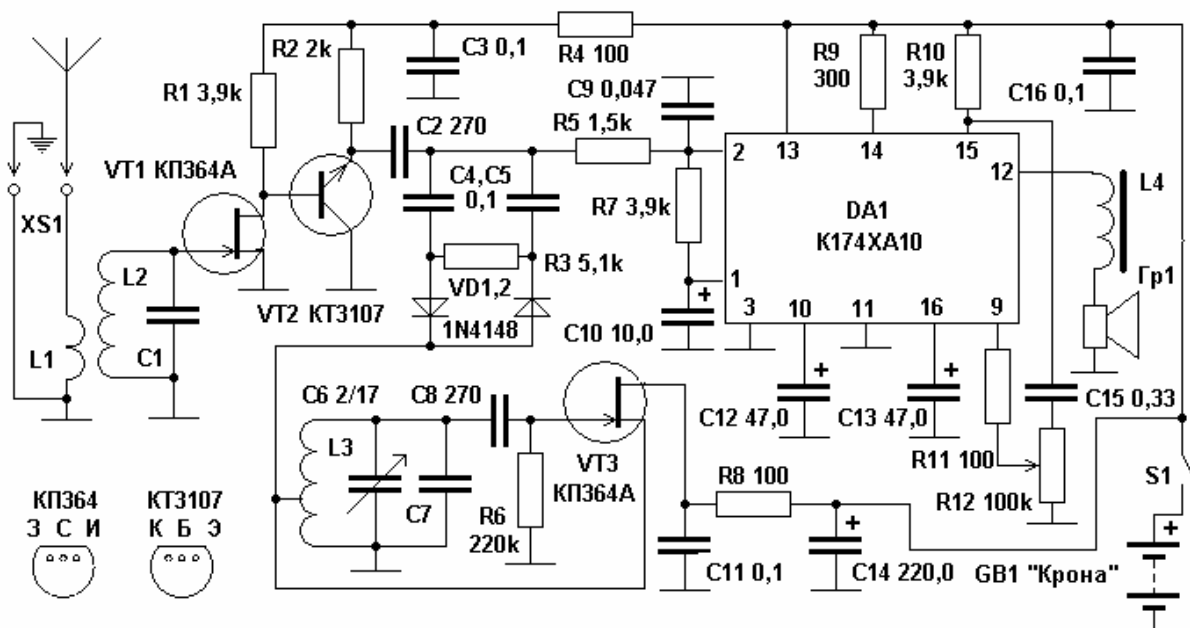 R2 2k
C3 0,1
R4 100
R9
300
R10
3,9k
C16 0,1
R1 3,9k
C9 0,047
C2 270
R5 1,5k
2
13
14
15
12
VT1 КП364А
C4,C5
0,1
R7 3,9k
DA1
К174ХА10
L4
XS1
L2
R3 5,1k
1
Гр1
VT2 КТ3107
VD1,2
1N4148
3
10
11
16
9
L1
C1
C10 10,0
+
C6 2/17
C8 270
C12 47,0
+
C13 47,0
+
C15 0,33
L3
VT3
КП364А
R11 100
S1
R8 100
R12 100k
КП364
З С И
КТ3107
К Б Э
C7
R6
220k
+
+
C11 0,1
C14 220,0
GB1 "Крона"